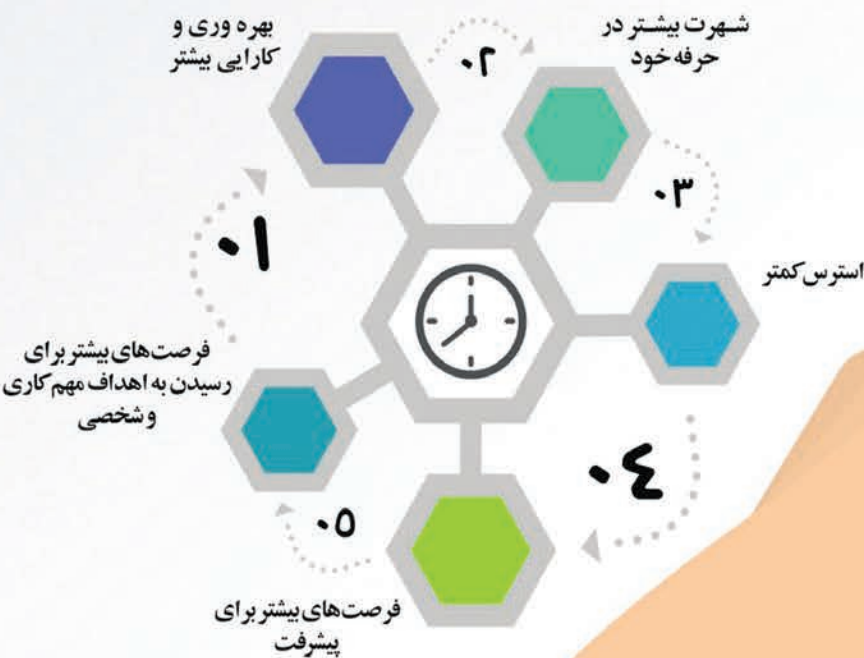 بهره وری و
کارایی بیشتر
۰۱
شهرت بیشتر در
حرفه خود
۰۲
استرس کمتر
۰۳
فرصت‌های بیشتر برای
پیشرفت
۰٤
فرصت‌های بیشتر برای
رسیدن به اهداف مهم کاری
و شخصی
۰۵